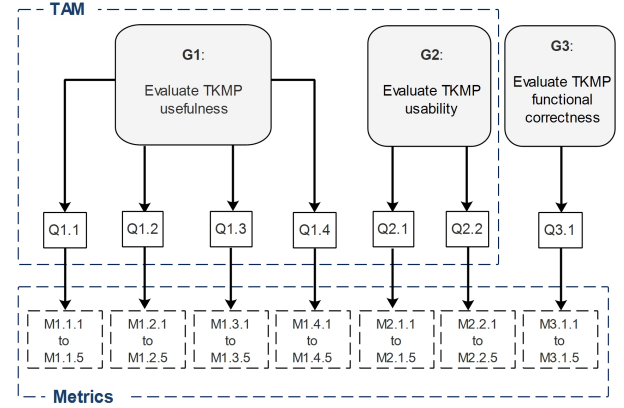 TAM
G1:
Evaluate TKMP
usefulness
G2:
Evaluate TKMP
usability
G3:
Evaluate TKMP
functional
correctness
Q1.1
Q1.2
Q1.3
Q1.4
Q2.1
Q2.2
Q3.1
M1.1.1
to
M1.1.5
M1.2.1
to
M1.2.5
M1.3.1
to
M1.3.5
M1.4.1
to
M1.4.5
M2.1.1
to
M2.1.5
M2.2.1
to
M2.2.5
M3.1.1
to
M3.1.5
Metrics